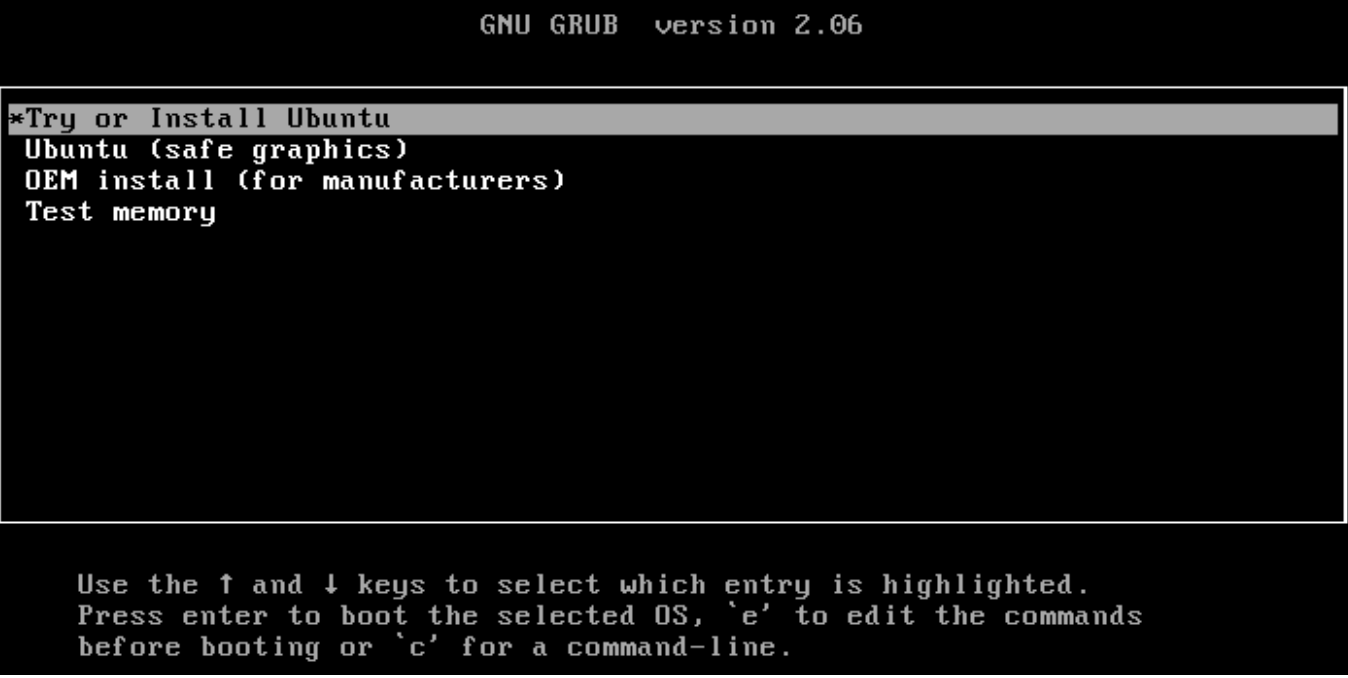 GNU GRUB  version 2.06
*Try or Install Ubuntu
Ubuntu (safe graphics)
OEM install (for manufacturers)
Test memory
Use the ↑ and ↓ keys to select which entry is highlighted.
Press enter to boot the selected OS, `e' to edit the commands
before booting or `c' for a command-line.